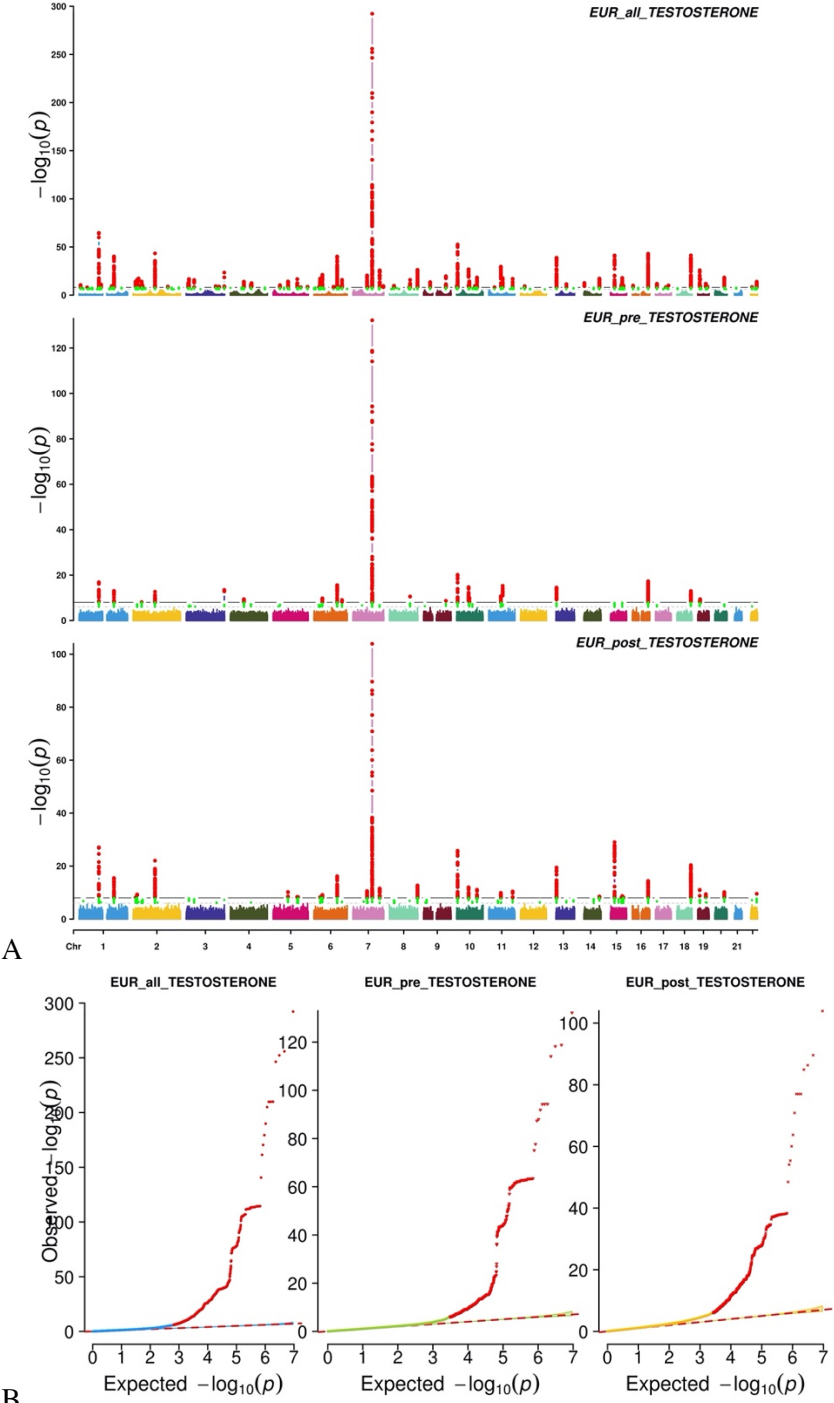 EUR_all_TESTOSTERONE
−log10(p)
300
250
200
150
100
50
0
EUR_pre_TESTOSTERONE
−log10(p)
120
100
80
60
40
20
0
EUR_post_TESTOSTERONE
−log10(p)
100
80
60
40
20
0
Chr 1 2 3 4 5 6 7 8 9 10 11 12 13 14 15 16 17 18 19 21
A
EUR_all_TESTOSTERONE EUR_pre_TESTOSTERONE EUR_post_TESTOSTERONE
Observed −log10(p)
300
250
200
150
100
50
0
0 1 2 3 4 5 6 7
Expected −log10(p)
120
100
80
60
40
20
0
0 1 2 3 4 5 6 7
Expected −log10(p)
100
80
60
40
20
0
0 1 2 3 4 5 6 7
Expected −log10(p)
B